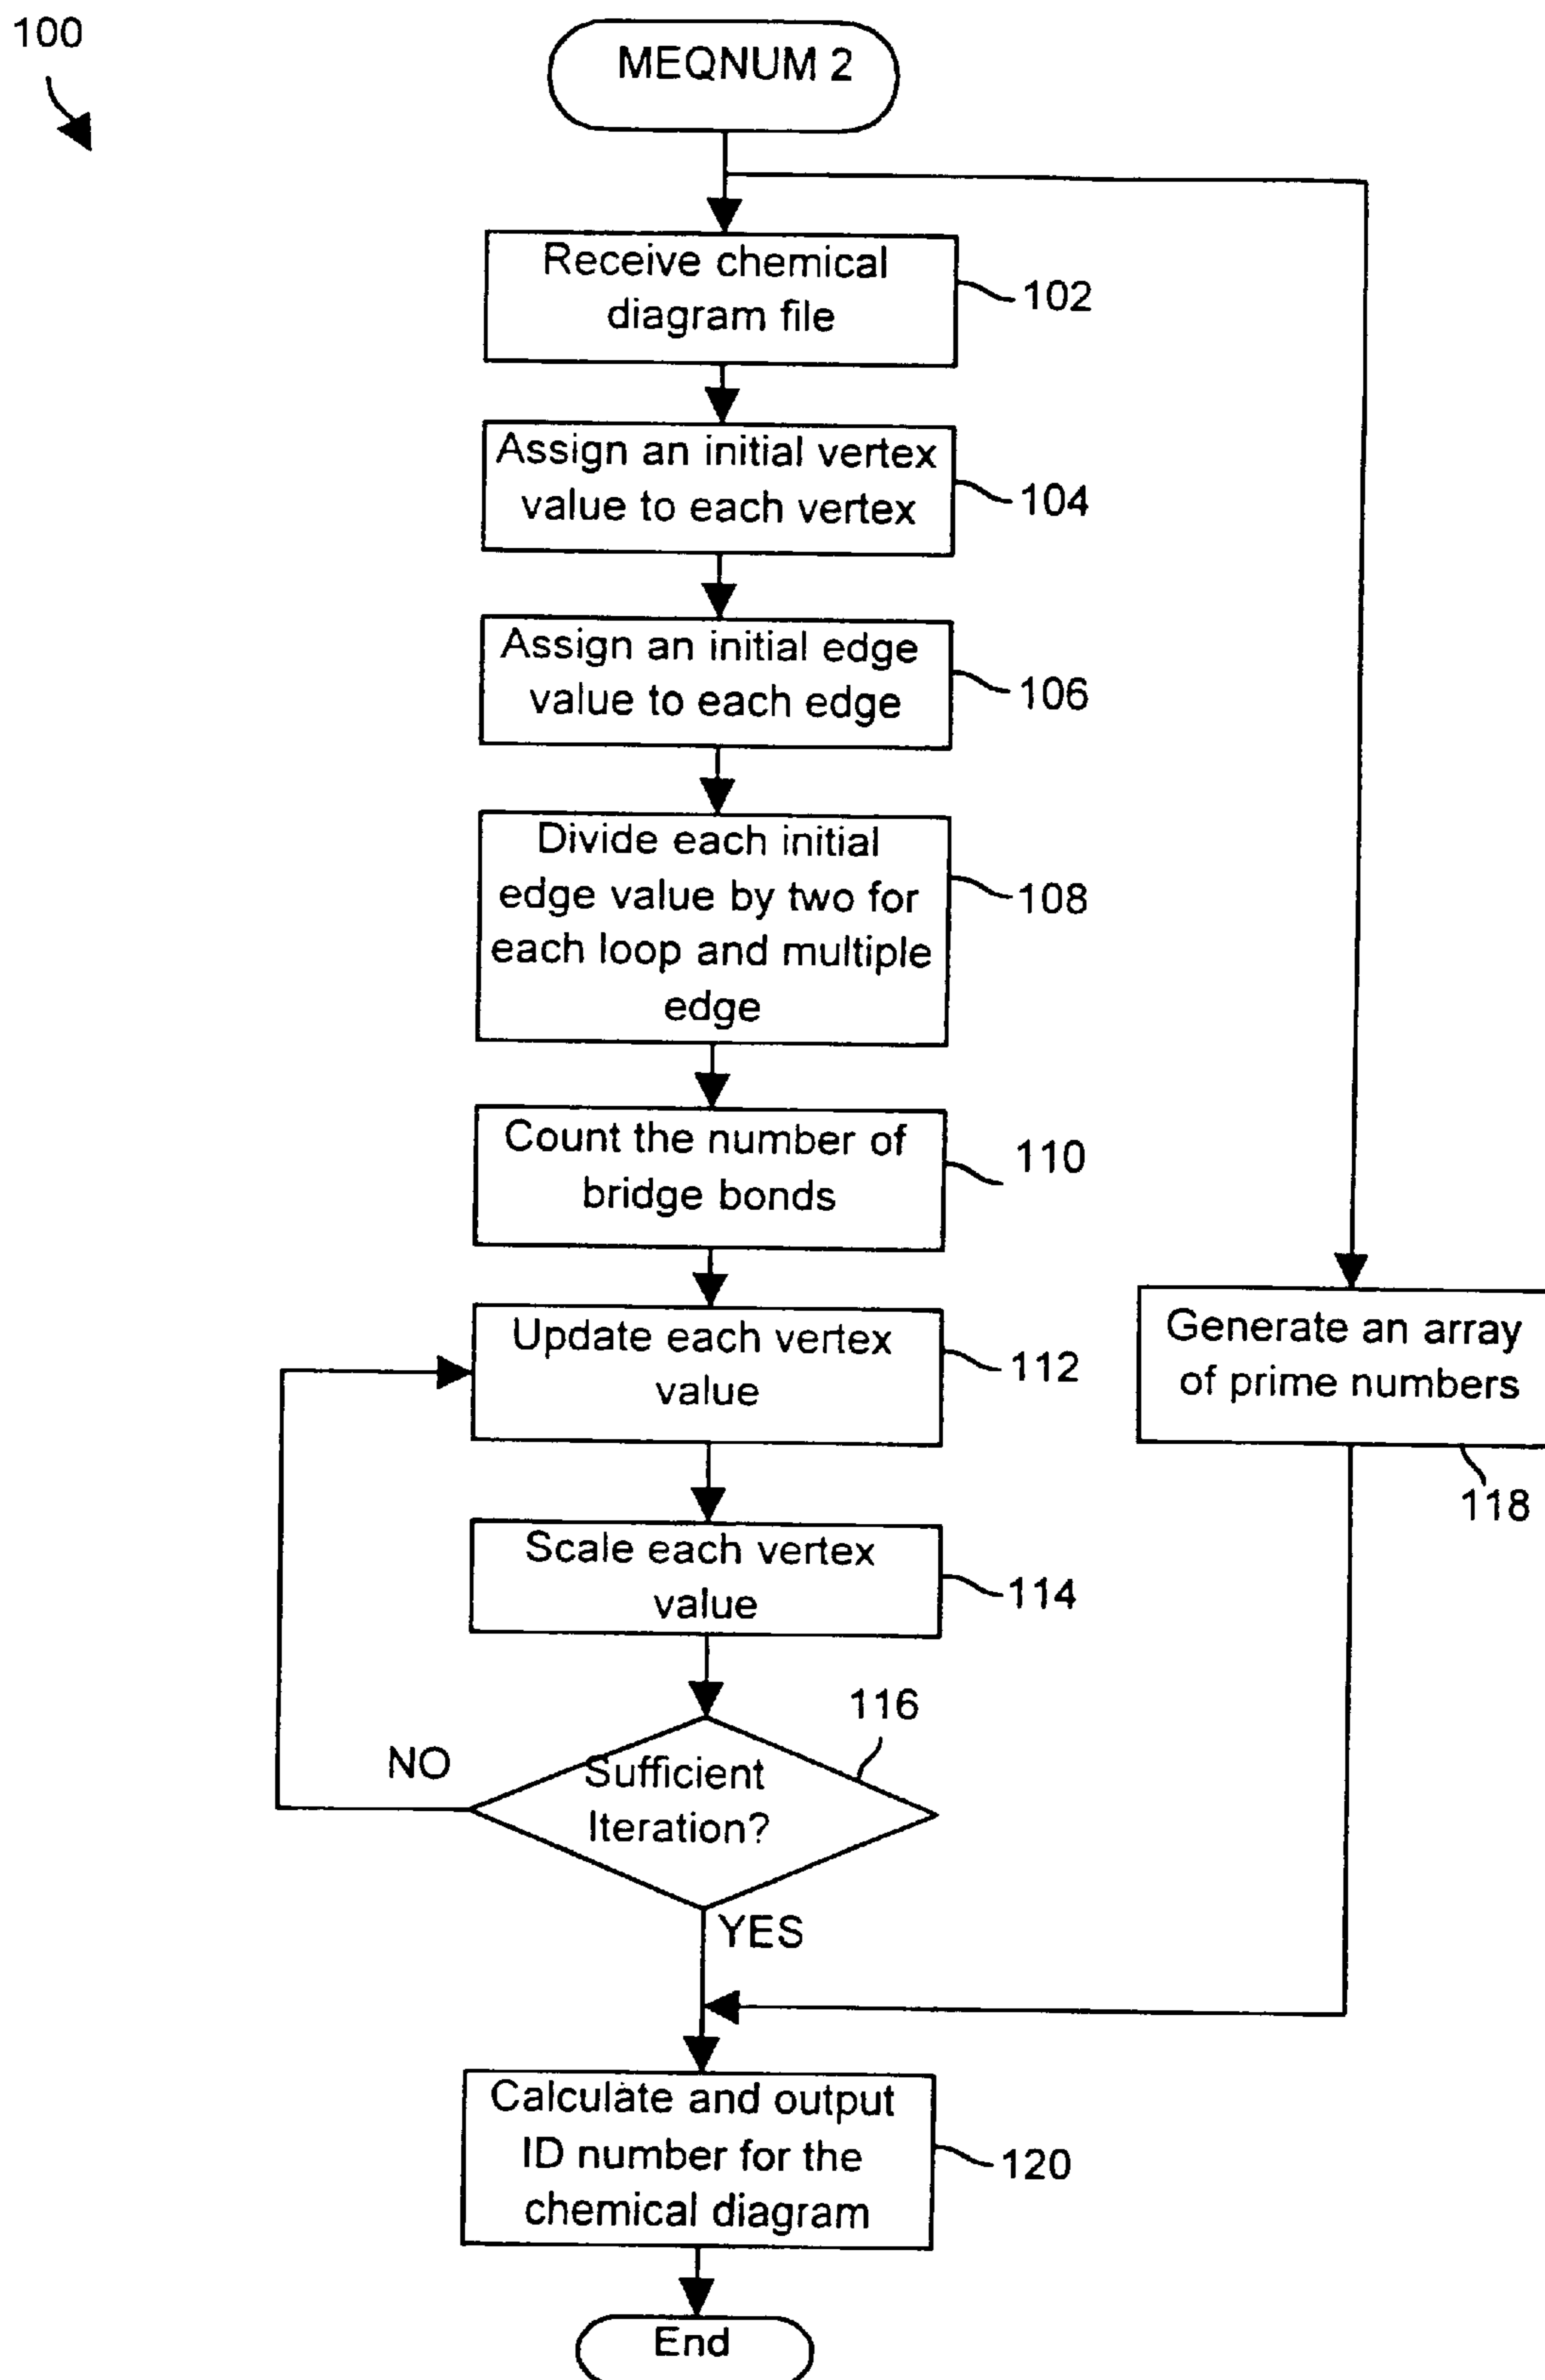 100
MEQNUM 2
Receive chemical
diagram file
102
Assign an initial vertex
value to each vertex
104
Assign an initial edge
value to each edge
106
Divide each initial
edge value by two for
each loop and multiple
edge
108
Count the number of
bridge bonds
110
Update each vertex
value
112
Generate an array
of prime numbers
118
Scale each vertex
value
114
116
NO
Sufficient
Iteration?
YES
Calculate and output
ID number for the
chemical diagram
120
End